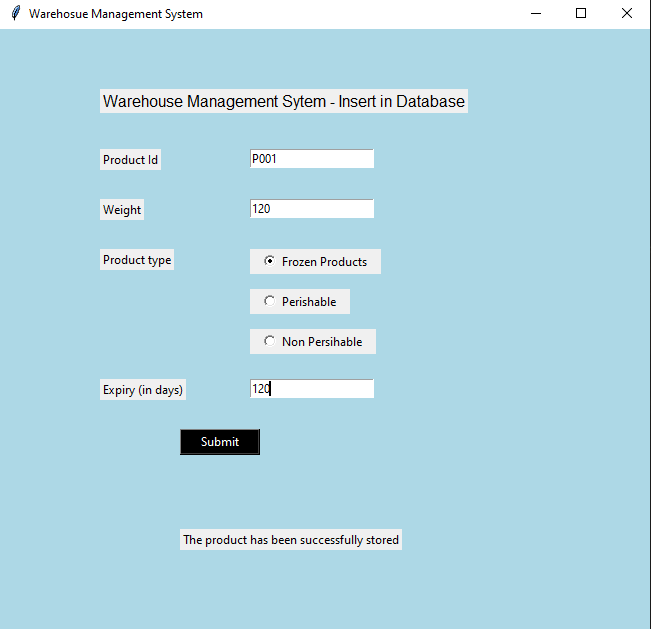 Warehosue Management System
Warehouse Management Sytem - Insert in Database
Product Id P001
Weight 120
Product type Frozen Products
Perishable
Non Persihable
Expiry (in days) 120
Submit
The product has been successfully stored